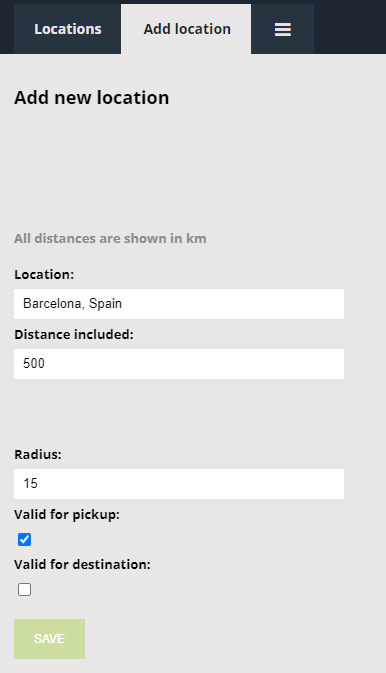 Locations
Add location
Add new location
All distances are shown in km
Location:
Barcelona, Spain
Distance included:
500
Radius:
15
Valid for pickup:
Valid for destination:
SAVE